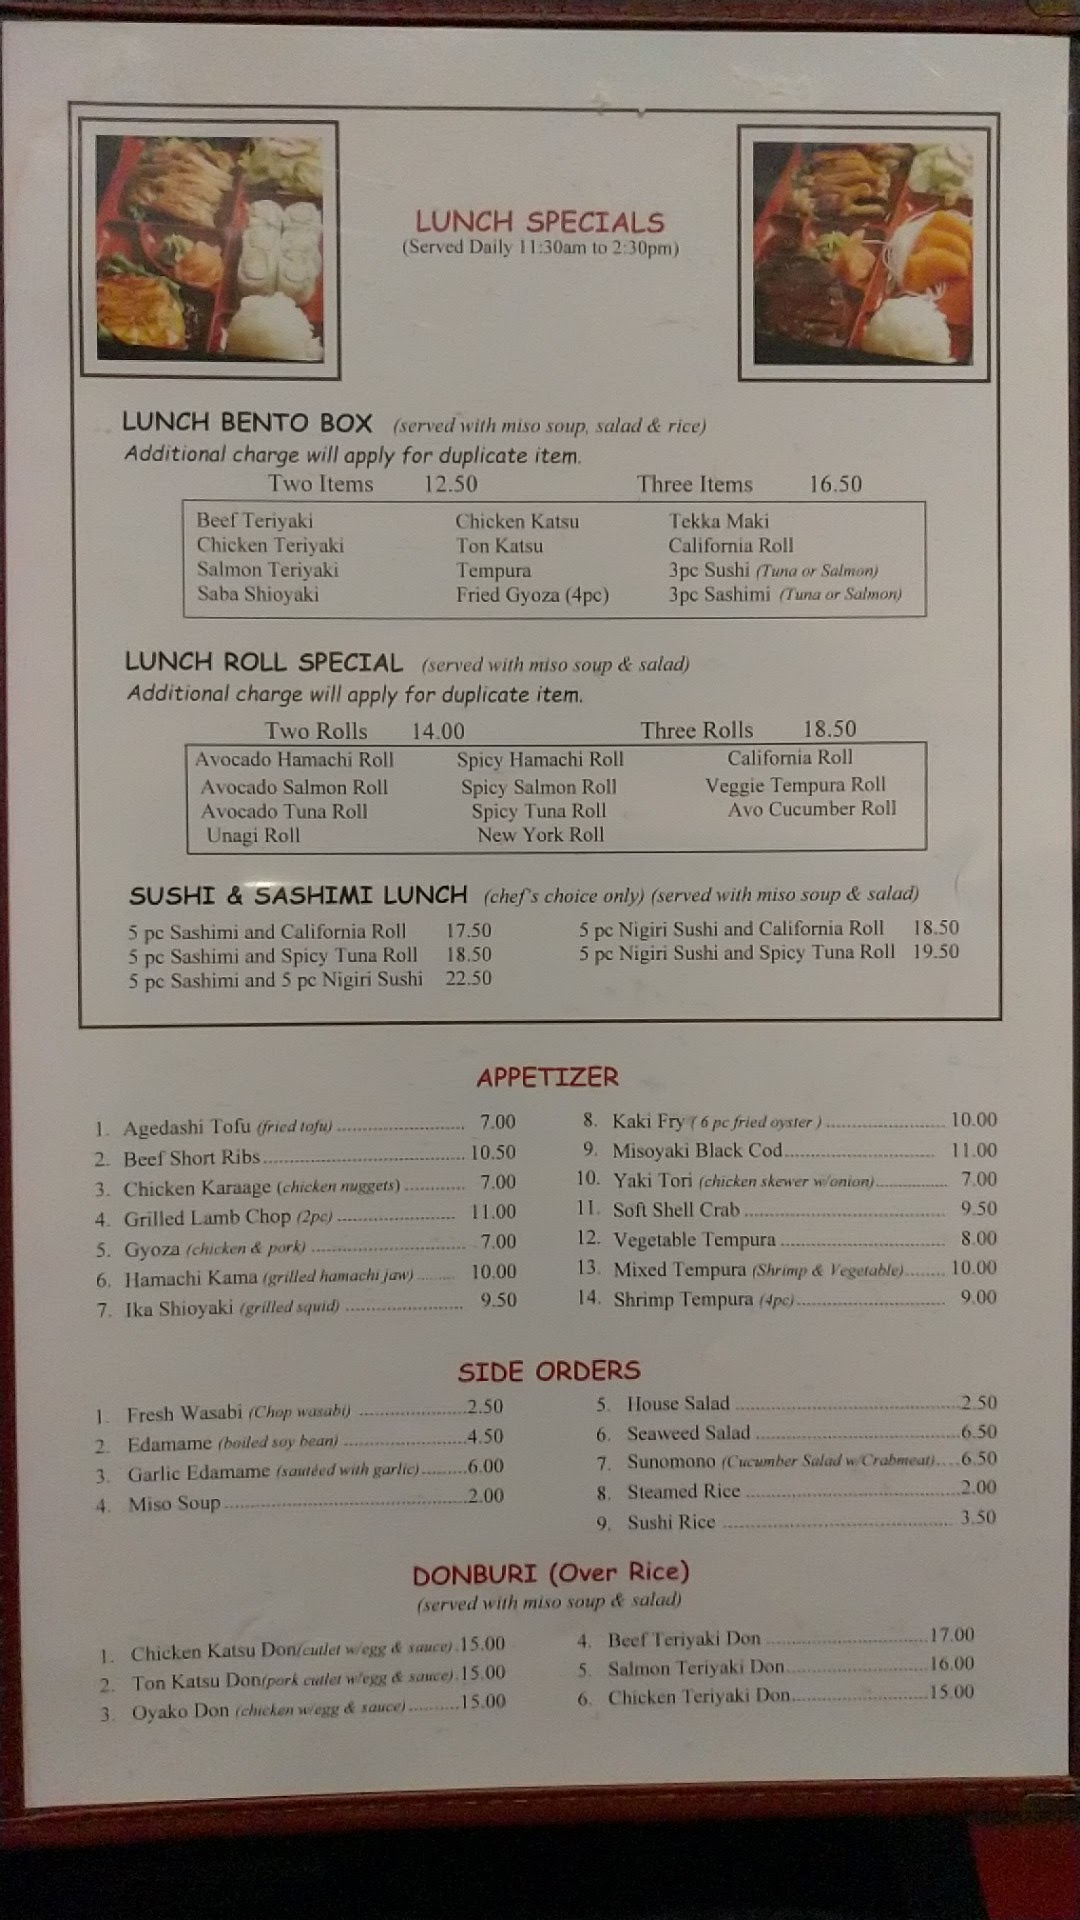 LUNCH SPECIALS
(Served Daily 11:30am to 2:30pm)
LUNCH BENTO BOX (served with miso soup, salad & rice)
Additional charge will apply for duplicate item.
Two Items 12.50 Three Items 16.50
Beef Teriyaki Chicken Katsu Tekka Maki
Chicken Teriyaki Ton Katsu California Roll
Salmon Teriyaki Tempura 3pc Sushi (Tuna or Salmon)
Saba Shioyaki Fried Gyoza (4pc) 3pc Sashimi (Tuna or Salmon)
LUNCH ROLL SPECIAL (served with miso soup & salad)
Additional charge will apply for duplicate item.
Two Rolls 14.00 Three Rolls 18.50
Avocado Hamachi Roll Spicy Hamachi Roll California Roll
Avocado Salmon Roll Spicy Salmon Roll Veggie Tempura Roll
Avocado Tuna Roll Spicy Tuna Roll Avo Cucumber Roll
Unagi Roll New York Roll
SUSHI & SASHIMI LUNCH (chef's choice only) (served with miso soup & salad)
5 pc Sashimi and California Roll 17.50 5 pc Nigiri Sushi and California Roll 18.50
5 pc Sashimi and Spicy Tuna Roll 18.50 5 pc Nigiri Sushi and Spicy Tuna Roll 19.50
5 pc Sashimi and 5 pc Nigiri Sushi 22.50
APPETIZER
1. Agedashi Tofu (fried tofu) 7.00
2. Beef Short Ribs 10.50
3. Chicken Karaage (chicken nuggets) 7.00
4. Grilled Lamb Chop (2pc) 11.00
5. Gyoza (chicken & pork) 7.00
6. Hamachi Kama (grilled hamachi jaw) 10.00
7. Ika Shioyaki (grilled squid) 9.50
8. Kaki Fry ( 6 pc fried oyster ) 10.00
9. Misoyaki Black Cod 11.00
10. Yaki Tori (chicken skewer w/onion) 7.00
11. Soft Shell Crab 9.50
12. Vegetable Tempura 8.00
13. Mixed Tempura (Shrimp & Vegetable) 10.00
14. Shrimp Tempura (4pc) 9.00
SIDE ORDERS
1. Fresh Wasabi (Chop wasabi) 2.50
2. Edamame (boiled soy bean) 4.50
3. Garlic Edamame (sautéed with garlic) 6.00
4. Miso Soup 2.00
5. House Salad 2.50
6. Seaweed Salad 6.50
7. Sunomono (Cucumber Salad w/Crabmeat) 6.50
8. Steamed Rice 2.00
9. Sushi Rice 3.50
DONBURI (Over Rice)
(served with miso soup & salad)
1. Chicken Katsu Don(cutlet w/egg & sauce) 15.00
2. Ton Katsu Don(pork cutlet w/egg & sauce) 15.00
3. Oyako Don (chicken w/egg & sauce) 15.00
4. Beef Teriyaki Don 17.00
5. Salmon Teriyaki Don 16.00
6. Chicken Teriyaki Don 15.00